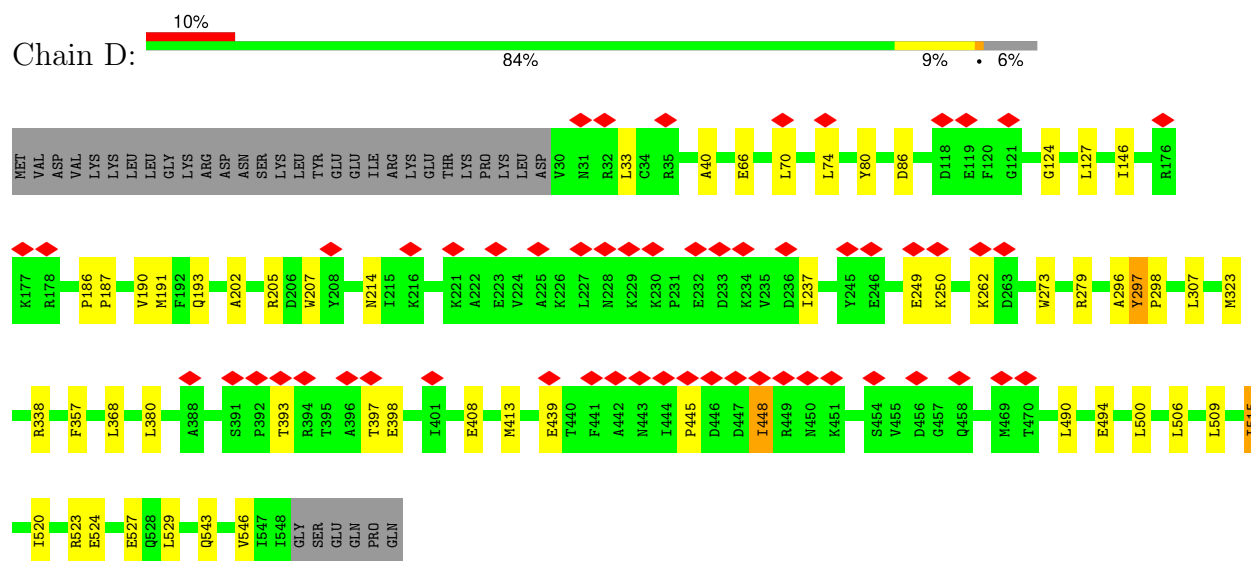 10%
Chain D:
84% 9% • 6%
MET VAL ASP VAL LYS LYS LEU LEU GLY LYS ARG ASP ASN SER LYS LEU TYR GLU GLU ILE ARG LYS GLU THR LYS PRO LYS LEU ASP V30 N31 R32 L33 C34 R35 A40 E66 L70 L74 Y80 D86 D118 E119 F120 G121 G124 L127 I146 R176
K177 R178 P186 P187 V190 M191 F192 Q193 A202 R205 D206 W207 Y208 N214 I215 K216 K221 A222 E223 V224 A225 K226 L227 N228 K229 K230 P231 E232 D233 K234 V235 D236 I237 Y245 E246 E249 K250 K262 D263 W273 R279 A296 Y297 P298 L307 M323
R338 F357 L368 L380 A388 S391 P392 T393 R394 T395 A396 T397 E398 I401 E408 M413 E439 T440 F441 A442 N443 I444 P445 D446 D447 I448 R449 N450 K451 S454 V455 D456 G457 Q458 M469 T470 L490 E494 L500 L506 L509 I515
I520 R523 E524 E527 Q528 L529 Q543 V546 I547 I548 GLY SER GLU GLN PRO GLN